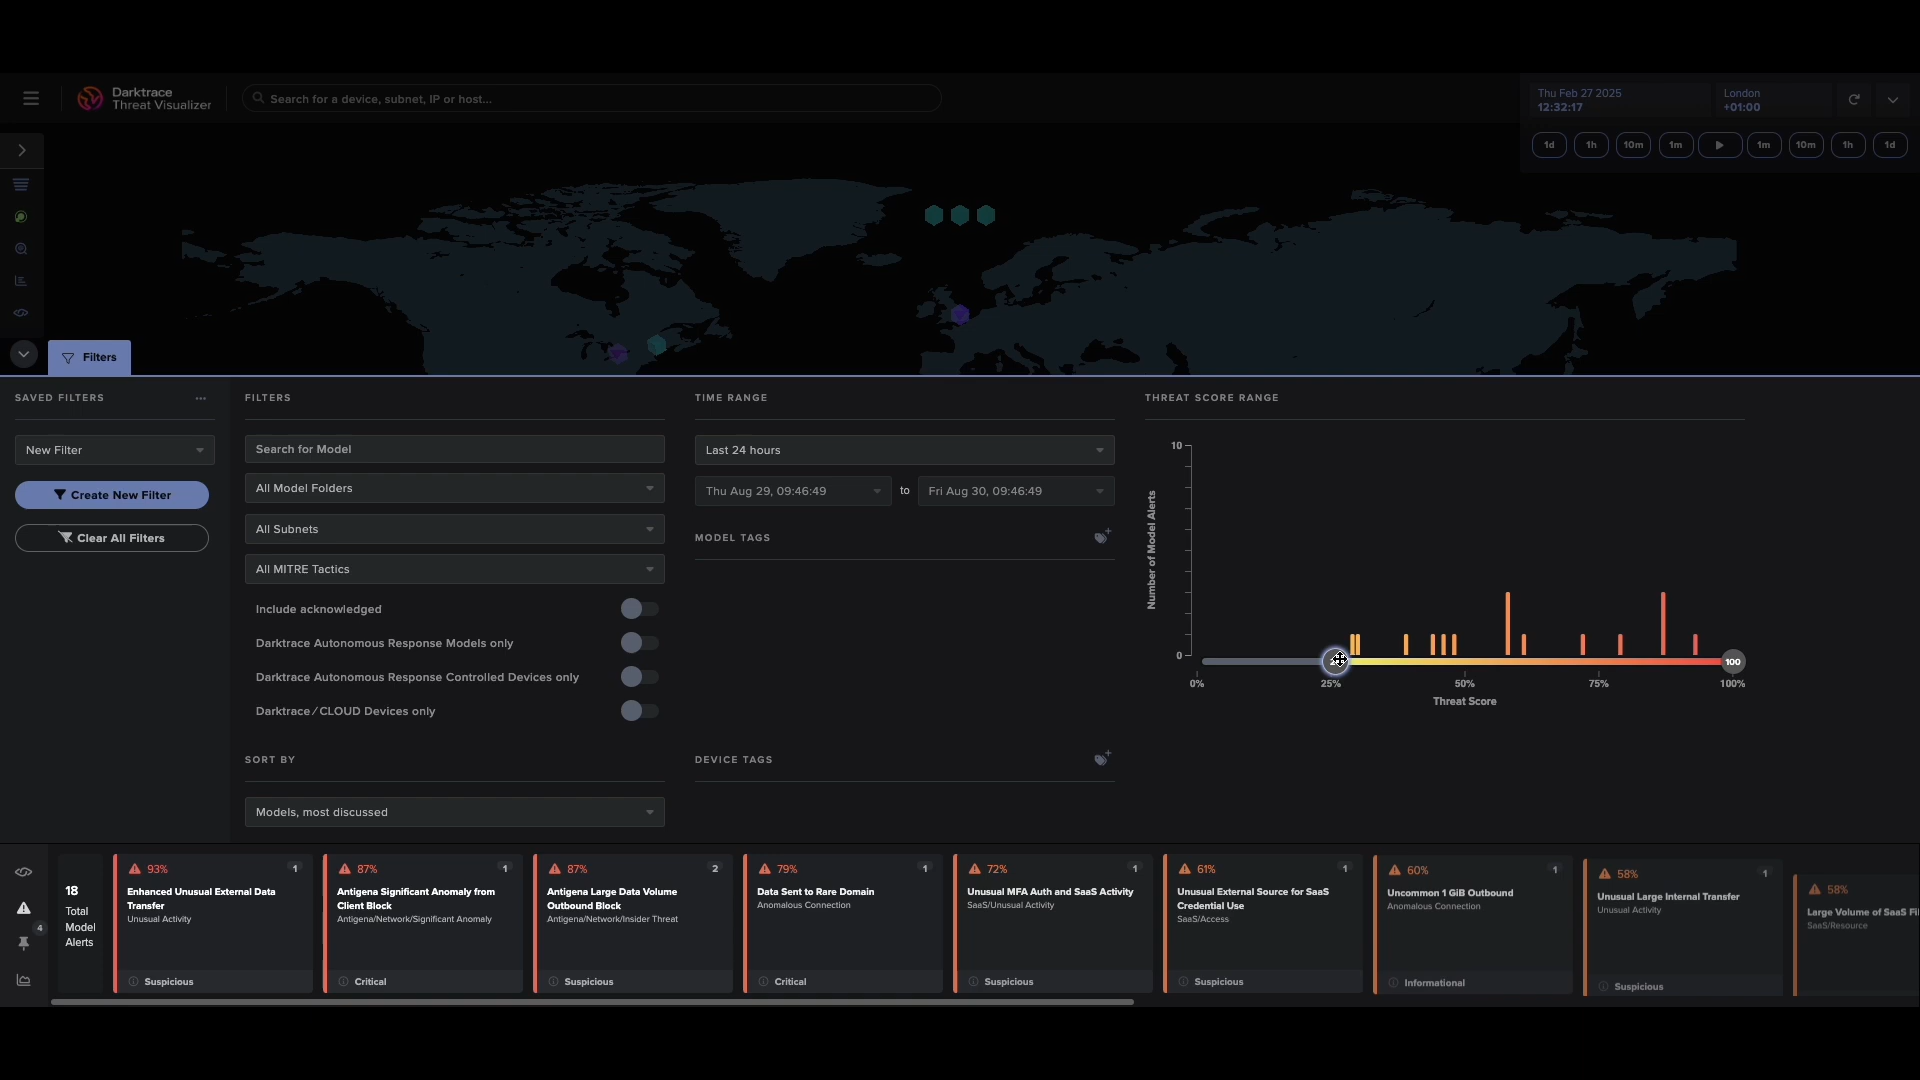 Darktrace
Threat Visualizer
Search for a device, subnet, IP or host...
Thu Feb 27 2025
12:32:17
London
+01:00
1d
1h
10m
1m
1m
10m
1h
1d
Filters
SAVED FILTERS
...
New Filter
Create New Filter
Clear All Filters
FILTERS
Search for Model
All Model Folders
All Subnets
All MITRE Tactics
Include acknowledged
Darktrace Autonomous Response Models only
Darktrace Autonomous Response Controlled Devices only
Darktrace/CLOUD Devices only
SORT BY
Models, most discussed
TIME RANGE
Last 24 hours
Thu Aug 29, 09:46:49
to
Fri Aug 30, 09:46:49
MODEL TAGS
DEVICE TAGS
THREAT SCORE RANGE
10
Number of Model Alerts
0
100
0%
25%
50%
75%
100%
Threat Score
4
18
Total
Model
Alerts
93%
1
Enhanced Unusual External Data
Transfer
Unusual Activity
Suspicious
87%
1
Antigena Significant Anomaly from
Client Block
Antigena/Network/Significant Anomaly
Critical
87%
2
Antigena Large Data Volume
Outbound Block
Antigena/Network/Insider Threat
Suspicious
79%
1
Data Sent to Rare Domain
Anomalous Connection
Critical
72%
1
Unusual MFA Auth and SaaS Activity
SaaS/Unusual Activity
Suspicious
61%
1
Unusual External Source for SaaS
Credential Use
SaaS/Access
Suspicious
60%
1
Uncommon 1 GiB Outbound
Anomalous Connection
Informational
58%
1
Unusual Large Internal Transfer
Unusual Activity
Suspicious
58%
Large Volume of SaaS Fi
SaaS/Resource